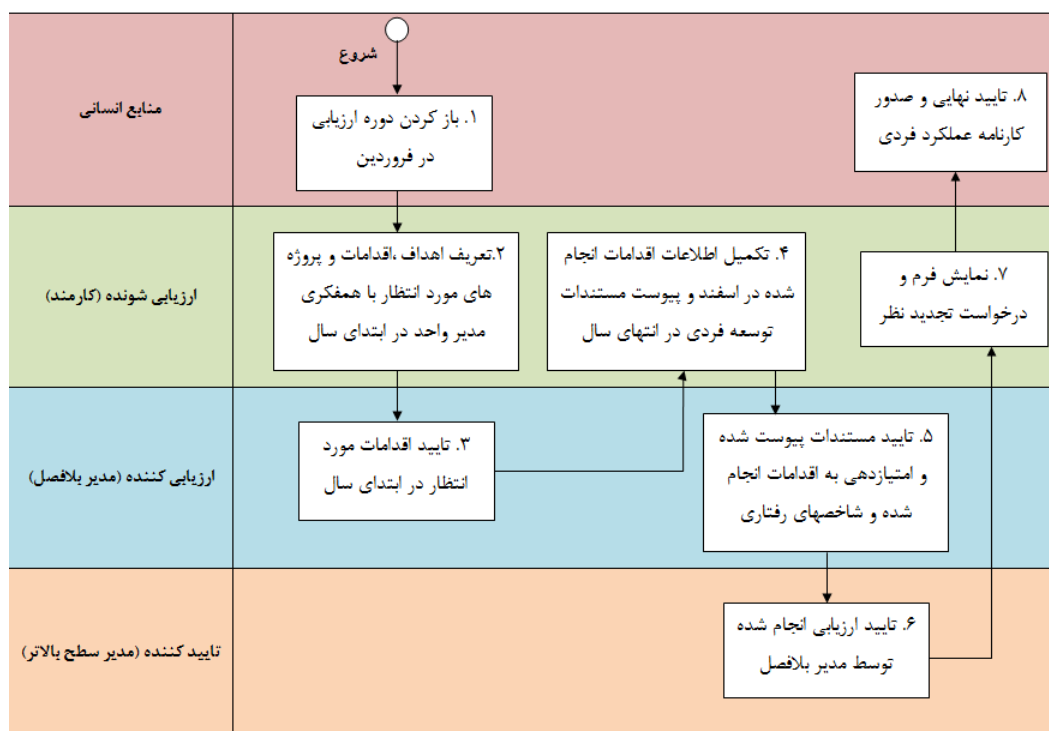 شروع
منابع انسانی
۱. باز کردن دوره ارزیابی
در فروردین
۸. تایید نهایی و صدور
کارنامه عملکرد فردی
ارزیابی شونده (کارمند)
۲.تعریف اهداف ،اقدامات و پروژه
های مورد انتظار با همفکری
مدیر واحد در ابتدای سال
۴. تکمیل اطلاعات اقدامات انجام
شده در اسفند و پیوست مستندات
توسعه فردی در انتهای سال
۷. نمایش فرم و
درخواست تجدید نظر
ارزیابی کننده (مدیر بلافصل)
۳. تایید اقدامات مورد
انتظار در ابتدای سال
۵. تایید مستندات پیوست شده
و امتیازدهی به اقدامات انجام
شده و شاخصهای رفتاری
تایید کننده (مدیر سطح بالاتر)
۶. تایید ارزیابی انجام شده
توسط مدیر بلافصل